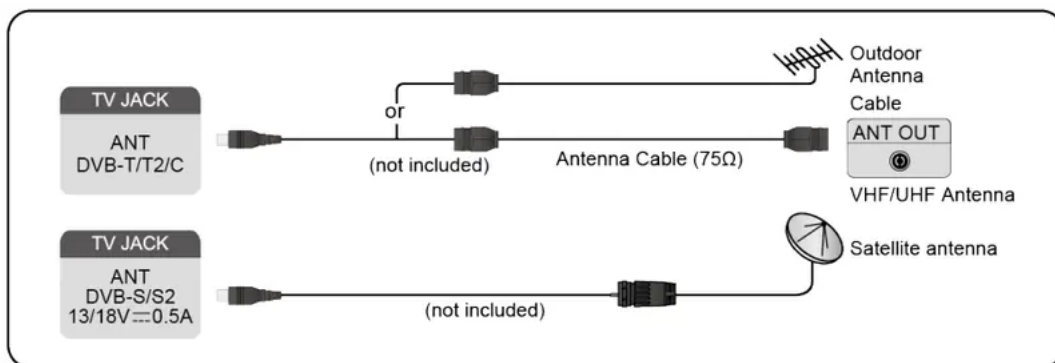 TV JACK
ANT
DVB-T/T2/C
or
(not included)
Antenna Cable (75Ω)
Outdoor
Antenna
Cable
ANT OUT
VHF/UHF Antenna
TV JACK
ANT
DVB-S/S2
13/18V⎓0.5A
(not included)
Satellite antenna